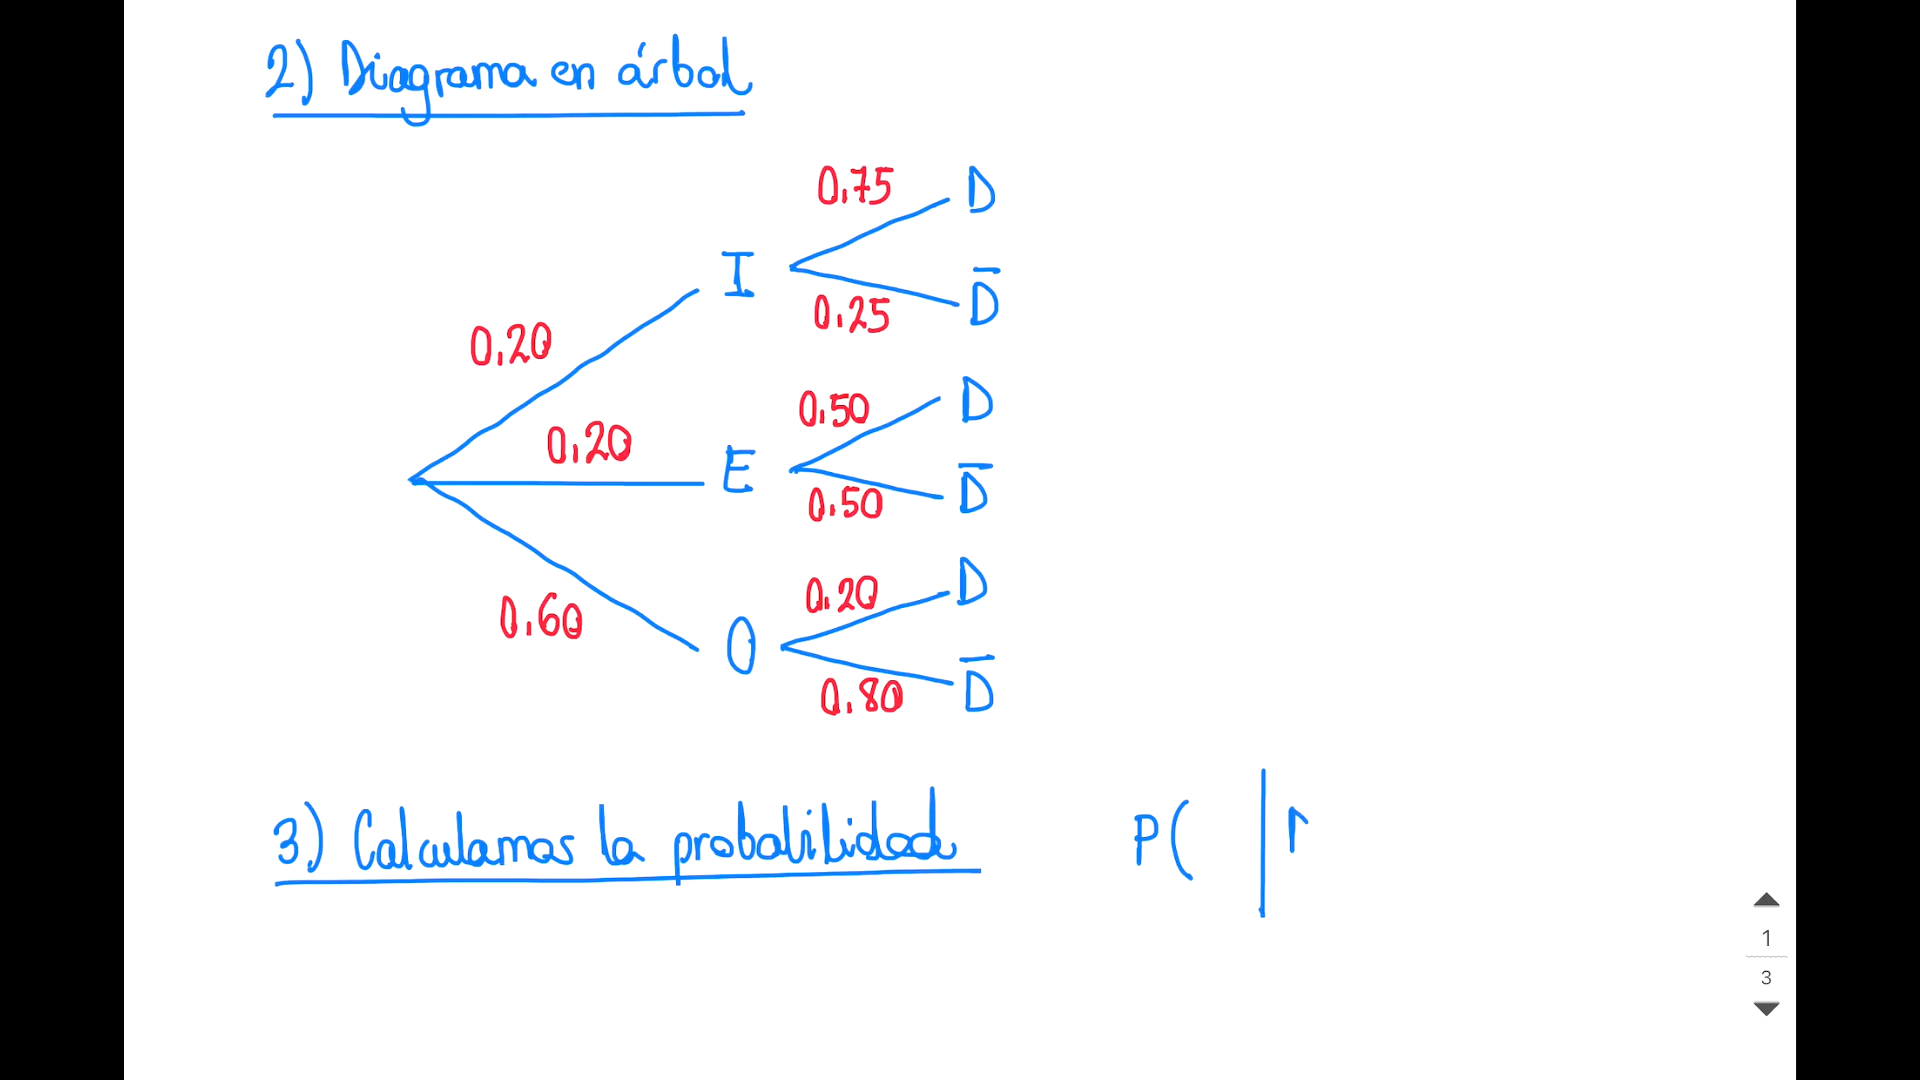 2) Diagrama en árbol
0.75 D
I
D̅
0.25
0.20
0.50 D
0.20
E
D̅
0.50
0.20 D
0.60
O
D̅
0.80
3) Calculamos la probabilidad P( |
1
3